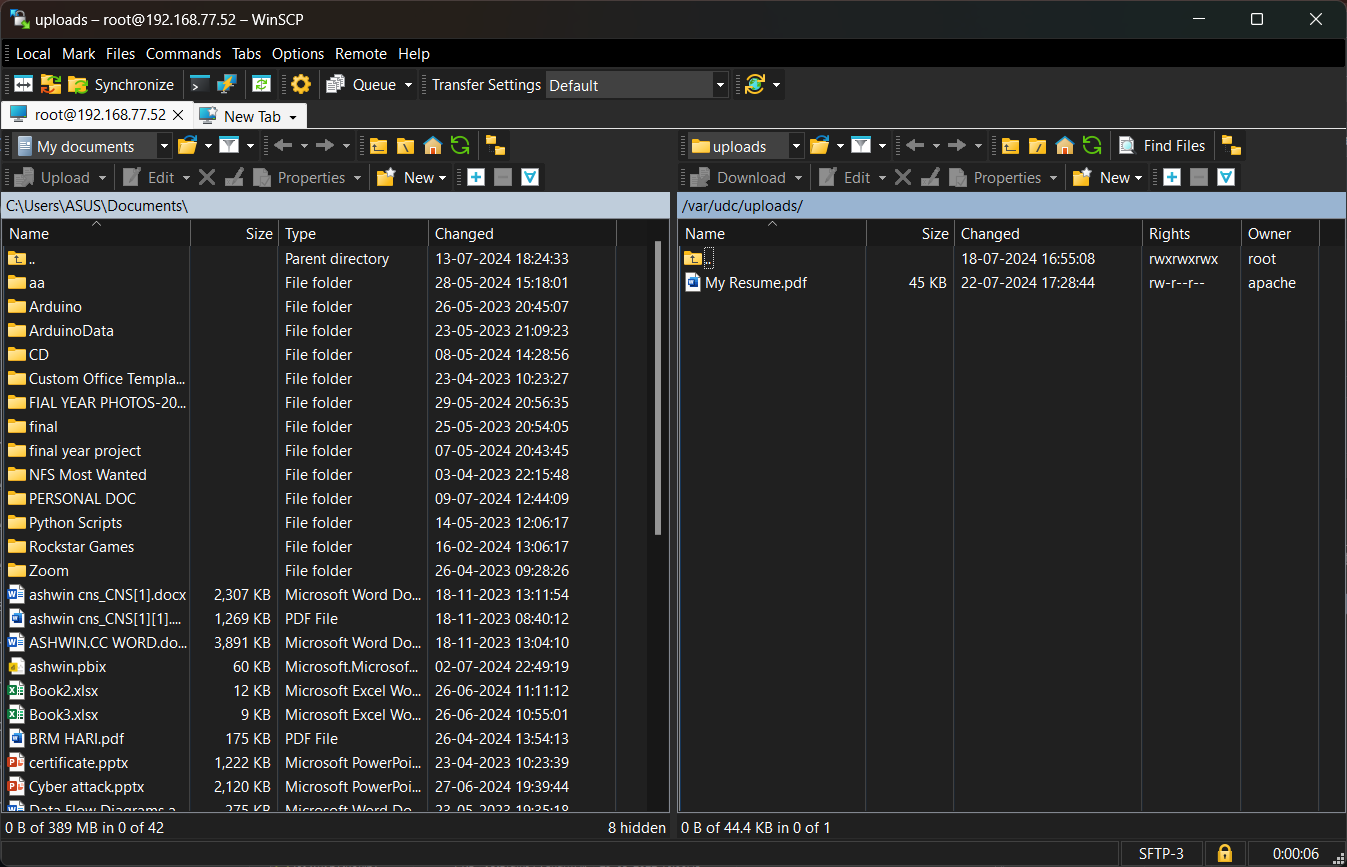 uploads – root@192.168.77.52 – WinSCP
Local Mark Files Commands Tabs Options Remote Help
Synchronize Queue Transfer Settings Default
root@192.168.77.52 New Tab
My documents
Upload Edit Properties New
C:\Users\ASUS\Documents\
Name Size Type Changed
.. Parent directory 13-07-2024 18:24:33
aa File folder 28-05-2024 15:18:01
Arduino File folder 26-05-2023 20:45:07
ArduinoData File folder 23-05-2023 21:09:23
CD File folder 08-05-2024 14:28:56
Custom Office Templa... File folder 23-04-2023 10:23:27
FIAL YEAR PHOTOS-20... File folder 29-05-2024 20:56:35
final File folder 25-05-2023 20:54:05
final year project File folder 07-05-2024 20:43:45
NFS Most Wanted File folder 03-04-2023 22:15:48
PERSONAL DOC File folder 09-07-2024 12:44:09
Python Scripts File folder 14-05-2023 12:06:17
Rockstar Games File folder 16-02-2024 13:06:17
Zoom File folder 26-04-2023 09:28:26
ashwin cns_CNS[1].docx 2,307 KB Microsoft Word Do... 18-11-2023 13:11:54
ashwin cns_CNS[1][1].... 1,269 KB PDF File 18-11-2023 08:40:12
ASHWIN.CC WORD.do... 3,891 KB Microsoft Word Do... 18-11-2023 13:04:10
ashwin.pbix 60 KB Microsoft.Microsof... 02-07-2024 22:49:19
Book2.xlsx 12 KB Microsoft Excel Wo... 26-06-2024 11:11:12
Book3.xlsx 9 KB Microsoft Excel Wo... 26-06-2024 10:55:01
BRM HARI.pdf 175 KB PDF File 26-04-2024 13:54:13
certificate.pptx 1,222 KB Microsoft PowerPoi... 23-04-2023 10:23:39
Cyber attack.pptx 2,120 KB Microsoft PowerPoi... 27-06-2024 19:39:44
Data Flow Diagrams a... 275 KB Microsoft Word Do... 23-05-2023 19:35:18
0 B of 389 MB in 0 of 42 8 hidden
uploads Find Files
Download Edit Properties New
/var/udc/uploads/
Name Size Changed Rights Owner
.. 18-07-2024 16:55:08 rwxrwxrwx root
My Resume.pdf 45 KB 22-07-2024 17:28:44 rw-r--r-- apache
0 B of 44.4 KB in 0 of 1
SFTP-3 0:00:06